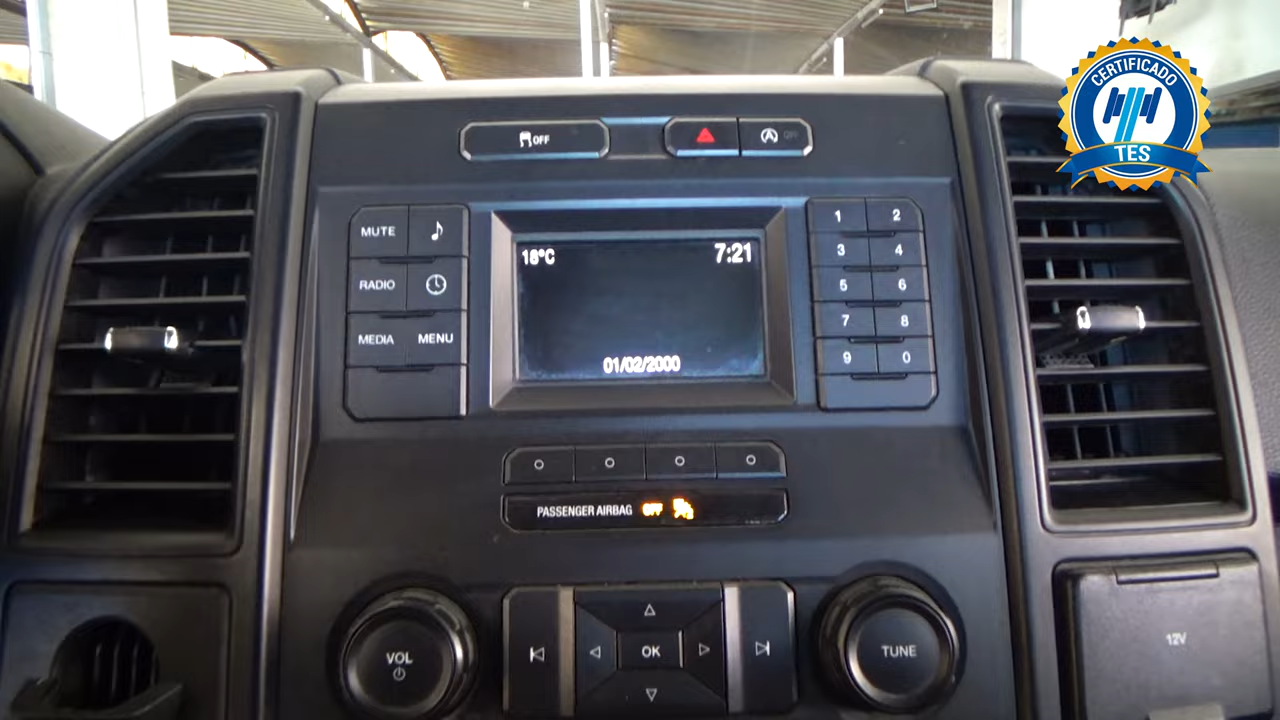 CERTIFICADO
TES
OFF
OFF
MUTE
RADIO
MEDIA MENU
18°C 7:21
01/02/2000
1 2
3 4
5 6
7 8
9 0
PASSENGER AIRBAG OFF
VOL
OK
TUNE
12V